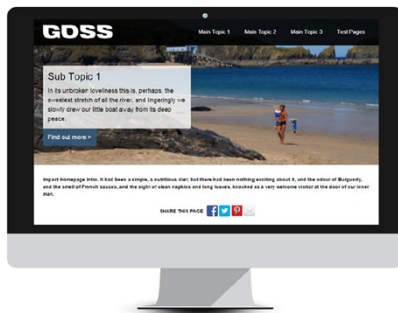 GOSS
Main Topic 1 Main Topic 2 Main Topic 3 Test Pages
Sub Topic 1
In its unbroken loveliness this is, perhaps, the
sweetest stretch of all the river, and lingeringly we
slowly drew our little boat away from its deep
peace.
Find out more >
Impact Homepage Intro. It had been a simple, a nutritious diet; but there had been nothing exciting about it, and the odour of Burgundy,
and the smell of French sauces, and the sight of clean napkins and long loaves, knocked as a very welcome visitor at the door of our inner
man.
SHARE THIS PAGE